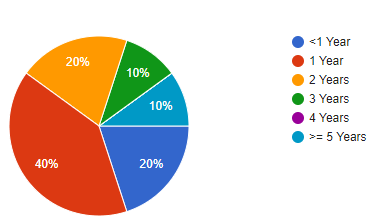 20%
10%
10%
40%
20%
<1 Year
1 Year
2 Years
3 Years
4 Years
>= 5 Years